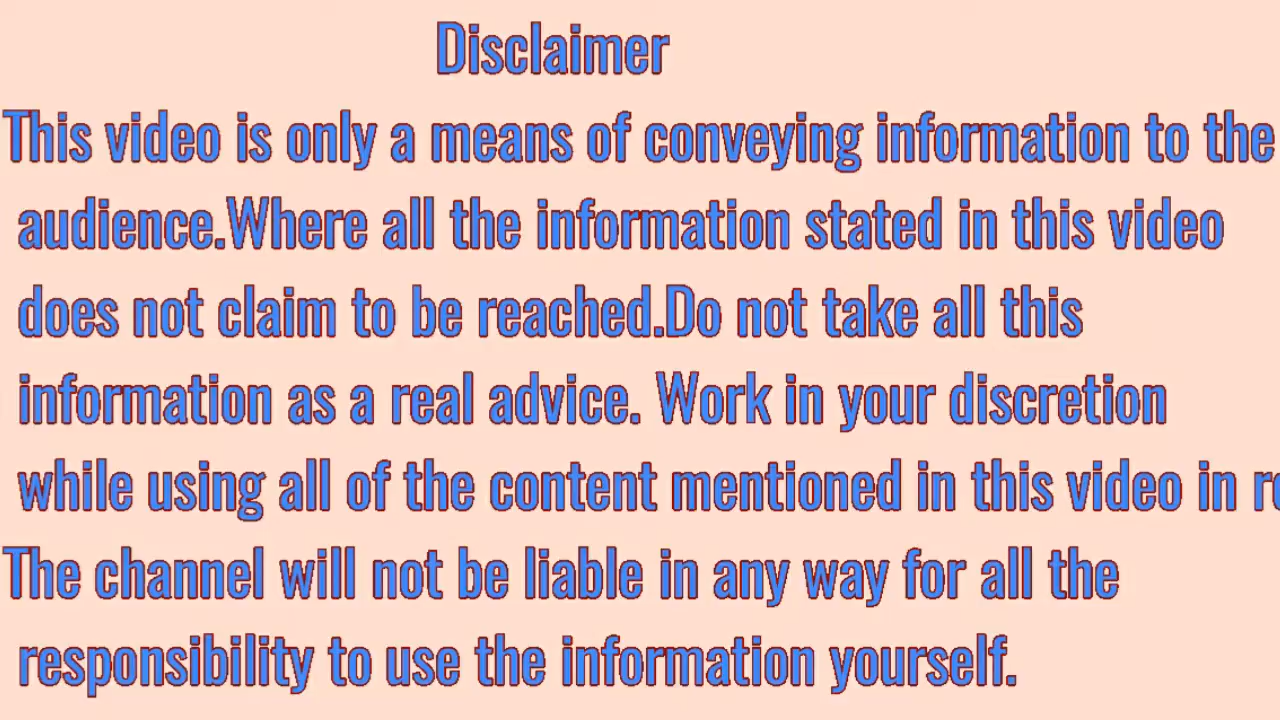 Disclaimer
This video is only a means of conveying information to the
audience.Where all the information stated in this video
does not claim to be reached.Do not take all this
information as a real advice. Work in your discretion
while using all of the content mentioned in this video in
The channel will not be liable in any way for all the
responsibility to use the information yourself.